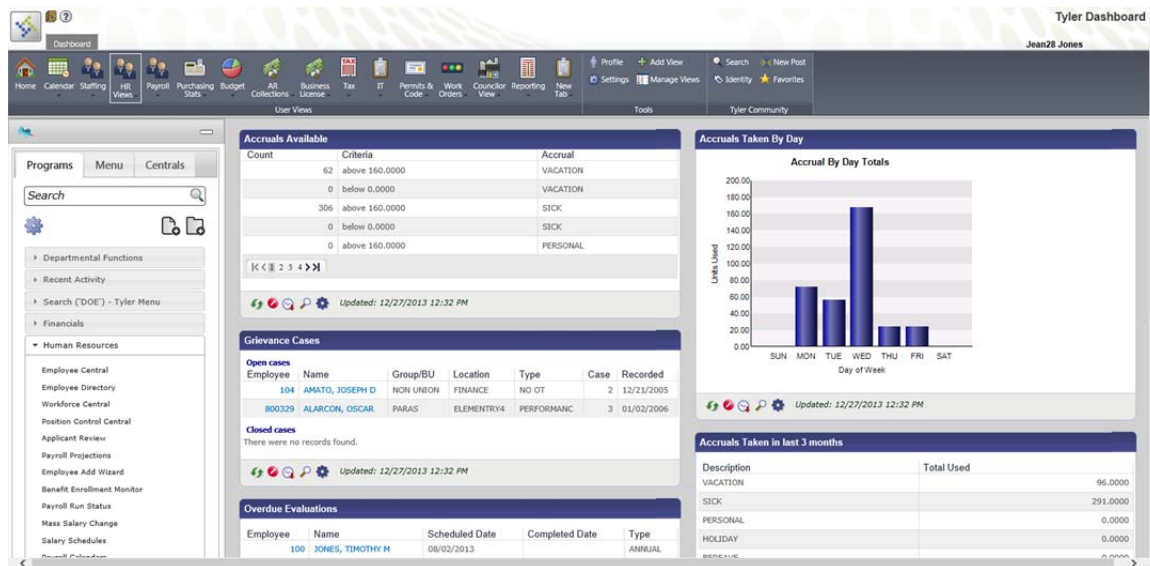 Tyler Dashboard
Dashboard
Jean28 Jones
Home Calendar Staffing HR Views Payroll Purchasing Stats Budget AR Collections Business License Tax IT Permits & Code Work Orders Councilor View Reporting New Tab
Profile Add View
Settings Manage Views
Search New Post
Identity Favorites
User Views Tools Tyler Community
Programs Menu Centrals
Search
Departmental Functions
Recent Activity
Search ('DOE') - Tyler Menu
Financials
Human Resources
Employee Central
Employee Directory
Workforce Central
Position Control Central
Applicant Review
Payroll Projections
Employee Add Wizard
Benefit Enrollment Monitor
Payroll Run Status
Mass Salary Change
Salary Schedules
Payroll Calendars
Accruals Available
Count Criteria Accrual
62 above 160.0000 VACATION
0 below 0.0000 VACATION
306 above 160.0000 SICK
0 below 0.0000 SICK
0 above 160.0000 PERSONAL
1 2 3 4
Updated: 12/27/2013 12:32 PM
Grievance Cases
Open cases
Employee Name Group/BU Location Type Case Recorded
104 AMATO, JOSEPH D NON UNION FINANCE NO OT 2 12/21/2005
800329 ALARCON, OSCAR PARAS ELEMENTRY4 PERFORMANC 3 01/02/2006
Closed cases
There were no records found.
Updated: 12/27/2013 12:32 PM
Overdue Evaluations
Employee Name Scheduled Date Completed Date Type
100 JONES, TIMOTHY M 08/02/2013 ANNUAL
Accruals Taken By Day
Accrual By Day Totals
200.00
180.00
160.00
140.00
120.00
100.00
80.00
60.00
40.00
20.00
0.00
Units Used
SUN MON TUE WED THU FRI SAT
Day of Week
Updated: 12/27/2013 12:32 PM
Accruals Taken in last 3 months
Description Total Used
VACATION 96.0000
SICK 291.0000
PERSONAL 0.0000
HOLIDAY 0.0000
BEREAVE 0.0000